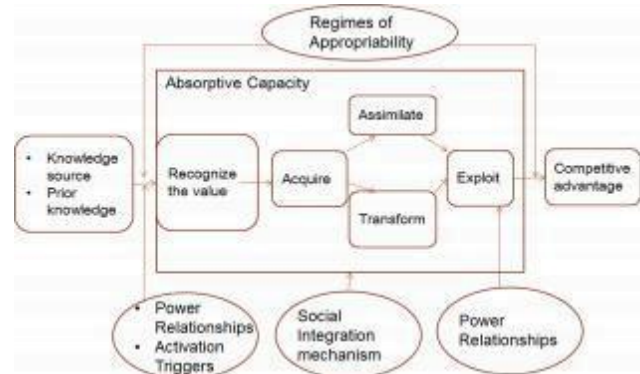 Regimes of
Appropriability
Absorptive Capacity
Assimilate
• Knowledge
source
• Prior
knowledge
Recognize
the value
Acquire
Transform
Exploit
Competitive
advantage
• Power
Relationships
• Activation
Triggers
Social
Integration
mechanism
Power
Relationships